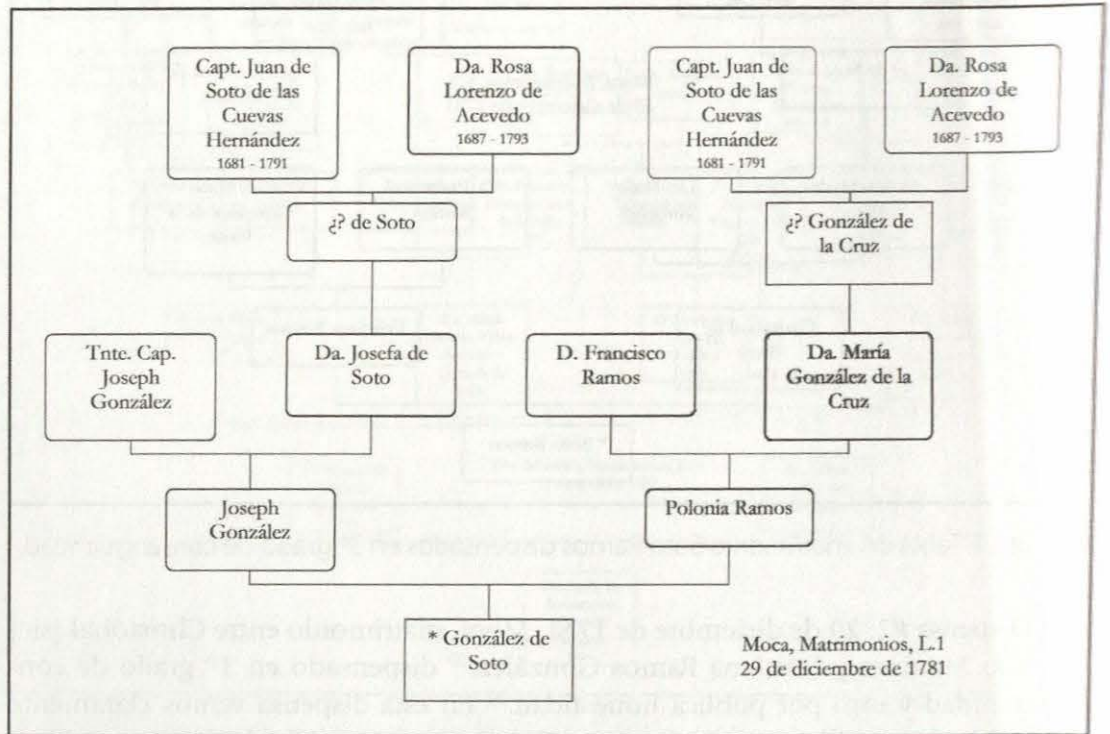 Capt. Juan de
Soto de las
Cuevas
Hernández
1681 - 1791
Da. Rosa
Lorenzo de
Acevedo
1687 - 1793
Capt. Juan de
Soto de las
Cuevas
Hernández
1681 - 1791
Da. Rosa
Lorenzo de
Acevedo
1687 - 1793
¿? de Soto
¿? González de
la Cruz
Tnte. Cap.
Joseph
González
Da. Josefa de
Soto
D. Francisco
Ramos
Da. María
González de la
Cruz
Joseph
González
Polonia Ramos
* González de
Soto
Moca, Matrimonios, L.1
29 de diciembre de 1781